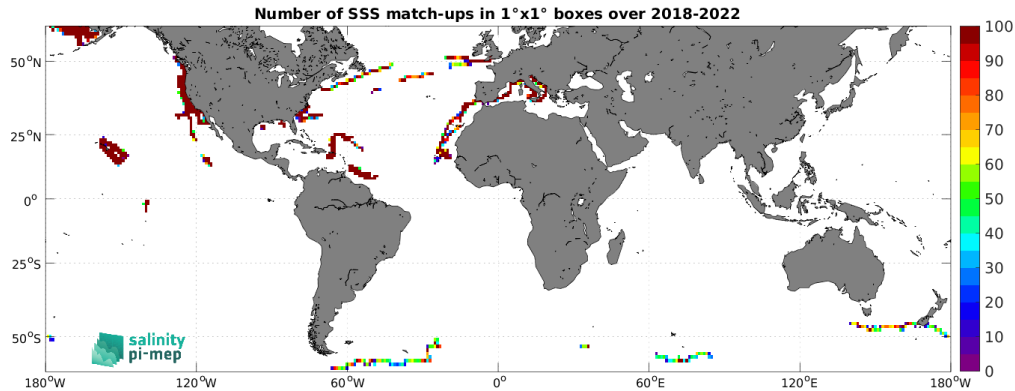 Number of SSS match-ups in 1°x1° boxes over 2018-2022
50°N
25°N
0°
25°S
50°S
180°W
120°W
60°W
0°
60°E
120°E
180°E
100
90
80
70
60
50
40
30
20
10
0
salinity
pi-mep